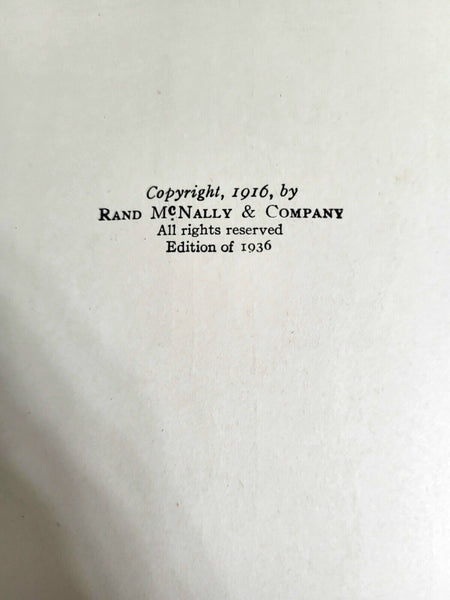 Copyright, 1916, by
RAND McNALLY & COMPANY
All rights reserved
Edition of 1936